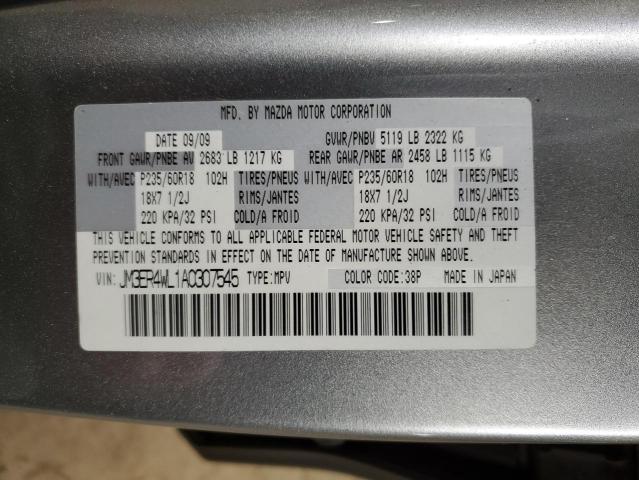 MFD. BY MAZDA MOTOR CORPORATION
DATE 09/09 GVWR/PNBV 5119 LB 2322 KG
FRONT GAWR/PNBE AV 2683 LB 1217 KG REAR GAWR/PNBE AR 2458 LB 1115 KG
WITH/AVEC P235/60R18 102H TIRES/PNEUS WITH/AVEC P235/60R18 102H TIRES/PNEUS
18X7 1/2J RIMS/JANTES 18X7 1/2J RIMS/JANTES
220 KPA/32 PSI COLD/A FROID 220 KPA/32 PSI COLD/A FROID
THIS VEHICLE CONFORMS TO ALL APPLICABLE FEDERAL MOTOR VEHICLE SAFETY AND THEFT
PREVENTION STANDARDS IN EFFECT ON THE DATE OF MANUFACTURE SHOWN ABOVE.
VIN: JM3ER4WL1A0307545 TYPE:MPV COLOR CODE:38P MADE IN JAPAN